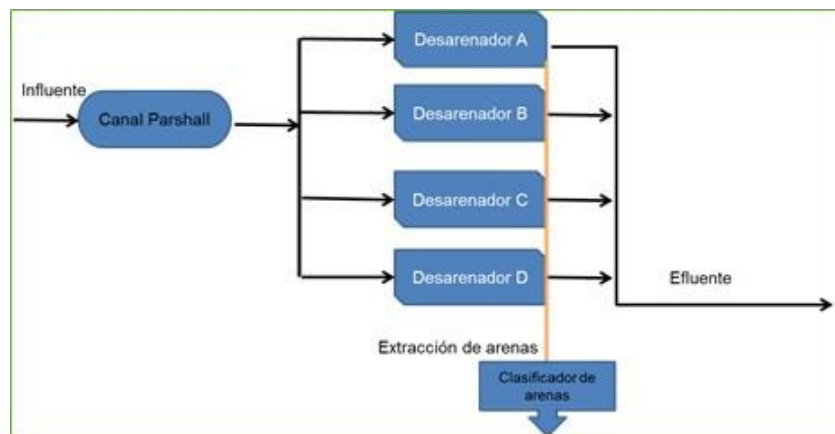 Influente
Canal Parshall
Desarenador A
Desarenador B
Desarenador C
Desarenador D
Efluente
Extracción de arenas
Clasificador de
arenas